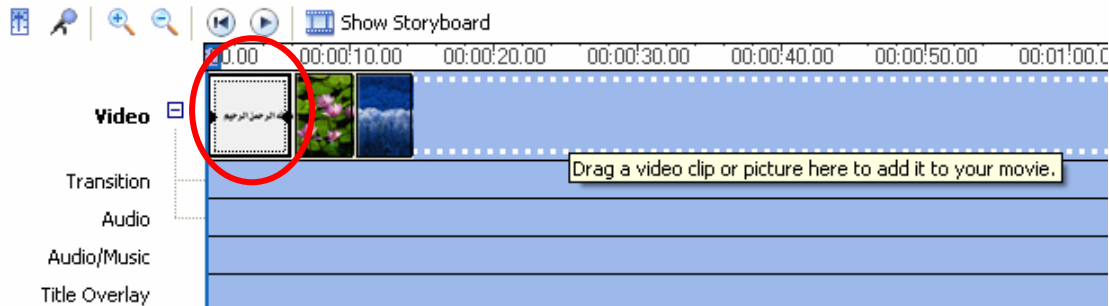 Show Storyboard
0.00 00:00:10.00 00:00:20.00 00:00:30.00 00:00:40.00 00:00:50.00
Video
الرحمن الرحيم
Drag a video clip or picture here to add it to your movie.
Transition
Audio
Audio/Music
Title Overlay